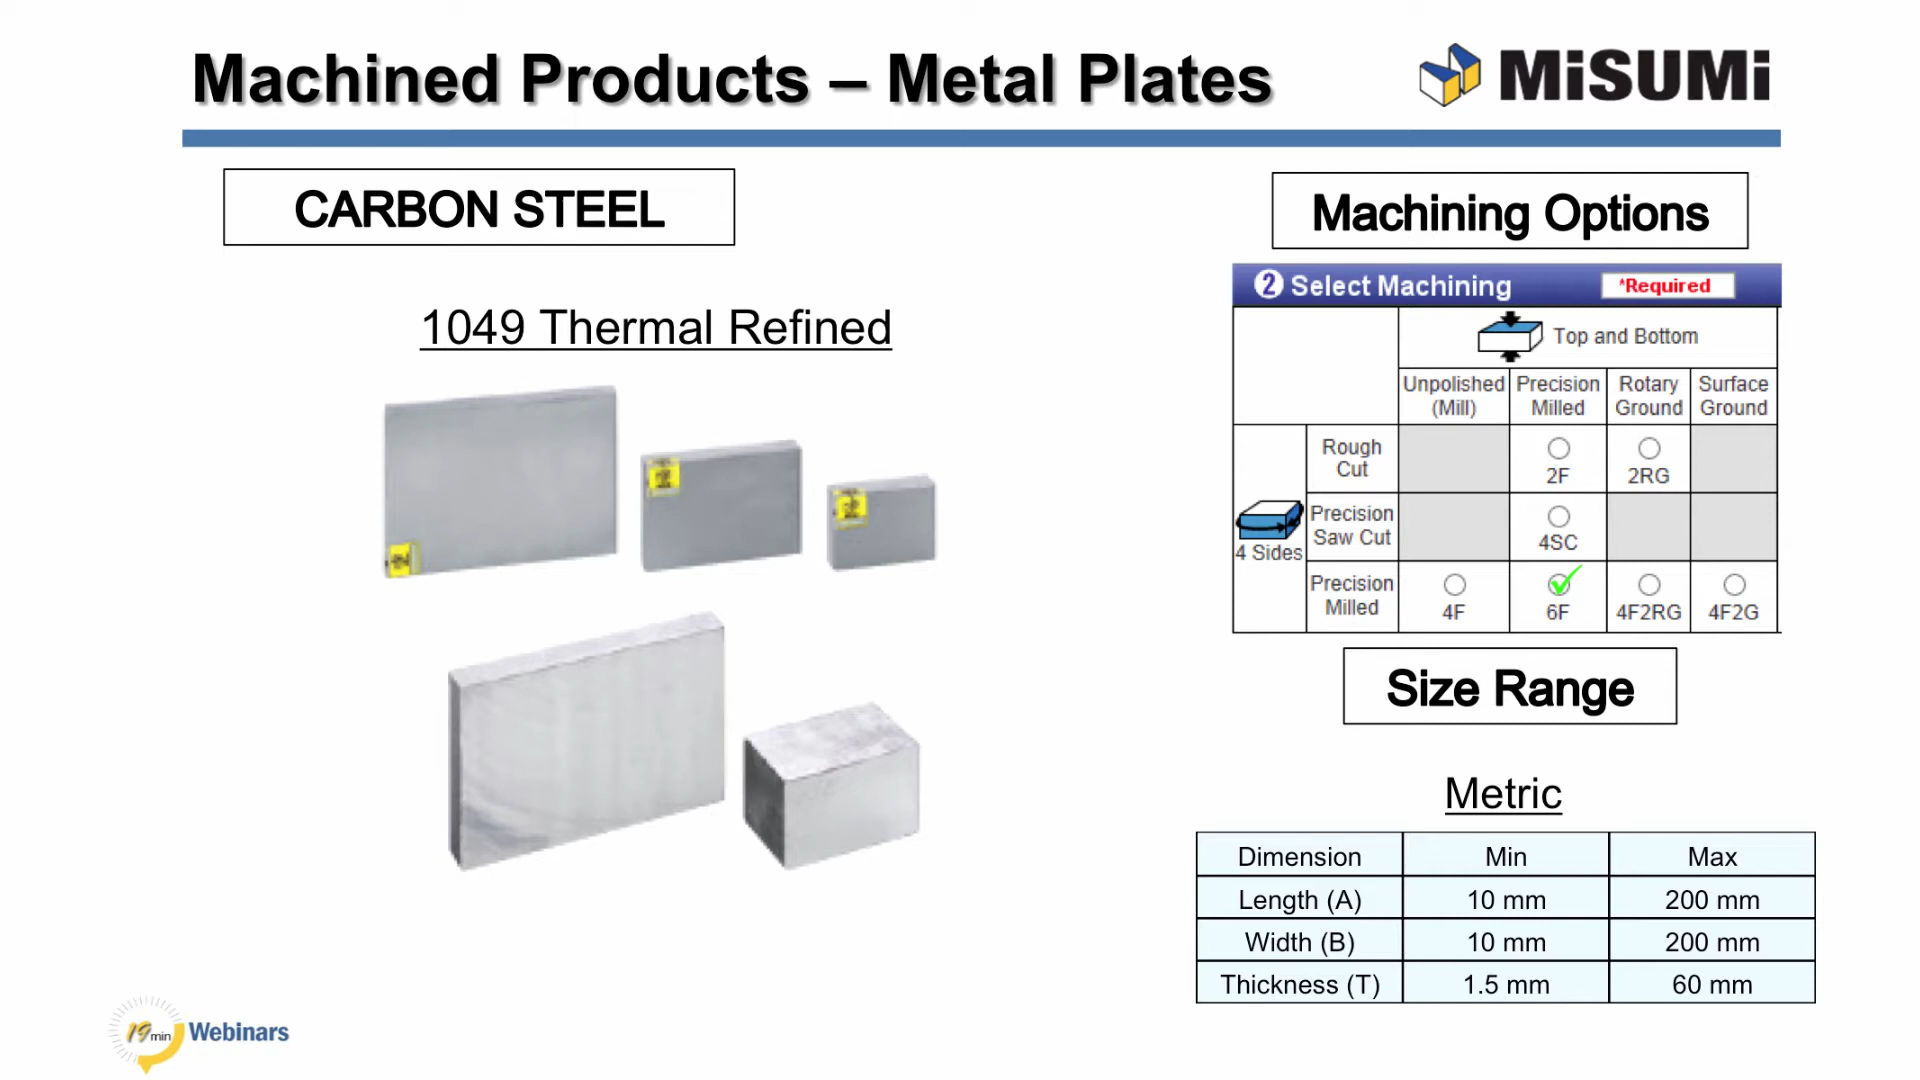 Machined Products – Metal Plates
MiSUMi
CARBON STEEL
1049 Thermal Refined
Machining Options
2 Select Machining *Required
Top and Bottom
Unpolished (Mill)
Precision Milled
Rotary Ground
Surface Ground
4 Sides
Rough Cut
2F
2RG
Precision Saw Cut
4SC
Precision Milled
4F
6F
4F2RG
4F2G
Size Range
Metric
Dimension Min Max
Length (A) 10 mm 200 mm
Width (B) 10 mm 200 mm
Thickness (T) 1.5 mm 60 mm
19 min Webinars